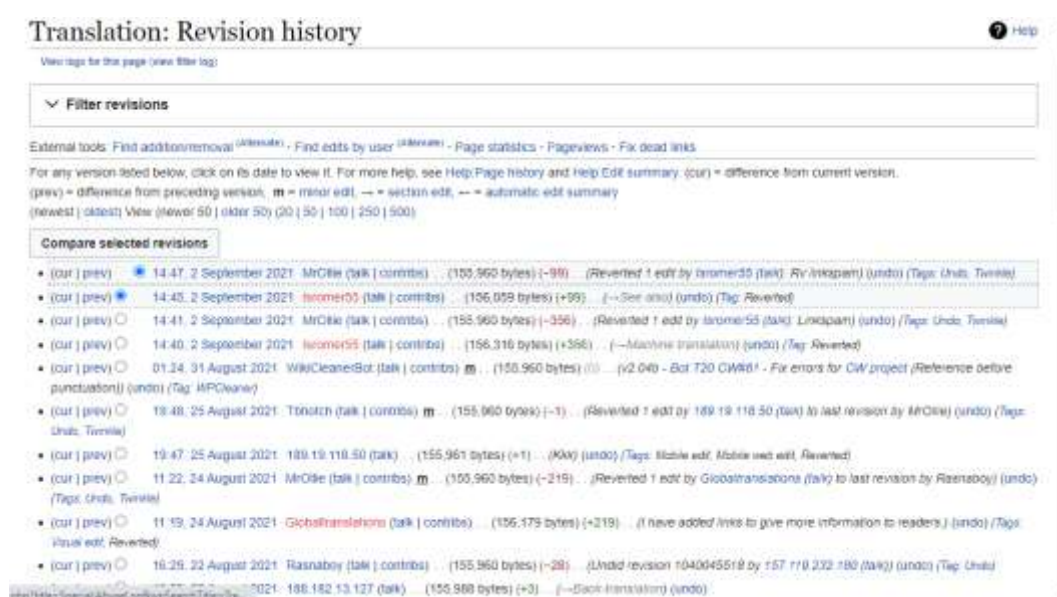 Translation: Revision history
Help
View logs for this page (view filter log)
Filter revisions
External tools: Find addition/removal (Alternate) · Find edits by user (Alternate) · Page statistics · Pageviews · Fix dead links
For any version listed below, click on its date to view it. For more help, see Help:Page history and Help:Edit summary. (cur) = difference from current version,
(prev) = difference from preceding version, m = minor edit, → = section edit, ← = automatic edit summary
(newest | oldest) View (newer 50 | older 50) (20 | 50 | 100 | 250 | 500)
Compare selected revisions
(cur | prev) 14:47, 2 September 2021 MrOllie (talk | contribs) . . (155,960 bytes) (−99) . . (Reverted 1 edit by Isromer55 (talk): Rv linkspam) (undo) (Tags: Undo, Twinkle)
(cur | prev) 14:45, 2 September 2021 Isromer55 (talk | contribs) . . (156,059 bytes) (+99) . . (→See also) (undo) (Tag: Reverted)
(cur | prev) 14:41, 2 September 2021 MrOllie (talk | contribs) . . (155,960 bytes) (−356) . . (Reverted 1 edit by Isromer55 (talk): Linkspam) (undo) (Tags: Undo, Twinkle)
(cur | prev) 14:40, 2 September 2021 Isromer55 (talk | contribs) . . (156,316 bytes) (+356) . . (→Machine translation) (undo) (Tag: Reverted)
(cur | prev) 01:24, 31 August 2021 WikiCleanerBot (talk | contribs) m . . (155,960 bytes) (0) . . (v2.04b - Bot T20 CW#61 - Fix errors for CW project (Reference before
punctuation)) (undo) (Tag: WPCleaner)
(cur | prev) 25 August 2021 (talk | contribs) m . . (155,960 bytes) (−1) . . (Reverted 1 edit by 189.19.118.50 (talk) to last revision by MrOllie) (undo) (Tags:
Undo, Twinkle)
(cur | prev) 19:47, 25 August 2021 189.19.118.50 (talk) . . (155,961 bytes) (+1) . . (Kkk) (undo) (Tags: Mobile edit, Mobile web edit, Reverted)
(cur | prev) 11:22, 24 August 2021 MrOllie (talk | contribs) m . . (155,960 bytes) (−219) . . (Reverted 1 edit by Globaltranslations (talk) to last revision by Rasnaboy) (undo)
(Tags: Undo, Twinkle)
(cur | prev) 11:19, 24 August 2021 Globaltranslations (talk | contribs) . . (156,179 bytes) (+219) . . (I have added links to give more information to readers.) (undo) (Tags:
Visual edit, Reverted)
(cur | prev) 16:29, 22 August 2021 Rasnaboy (talk | contribs) . . (155,960 bytes) (−28) . . (Undid revision 1040045518 by 157.119.232.180 (talk)) (undo) (Tag: Undo)
2021 188.182.13.127 (talk) . . (155,988 bytes) (+3) . . (→Back-translation) (undo)